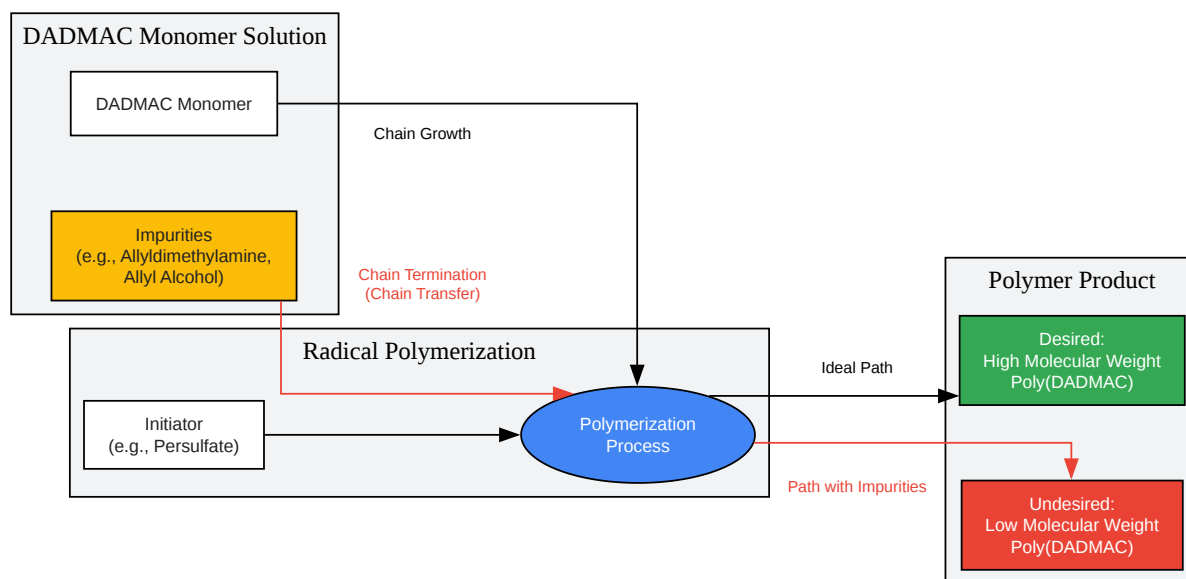 DADMAC Monomer Solution
DADMAC Monomer
Chain Growth
Impurities
(e.g., Allyldimethylamine,
Allyl Alcohol)
Chain Termination
(Chain Transfer)
Radical Polymerization
Initiator
(e.g., Persulfate)
Polymerization
Process
Ideal Path
Path with Impurities
Polymer Product
Desired:
High Molecular Weight
Poly(DADMAC)
Undesired:
Low Molecular Weight
Poly(DADMAC)